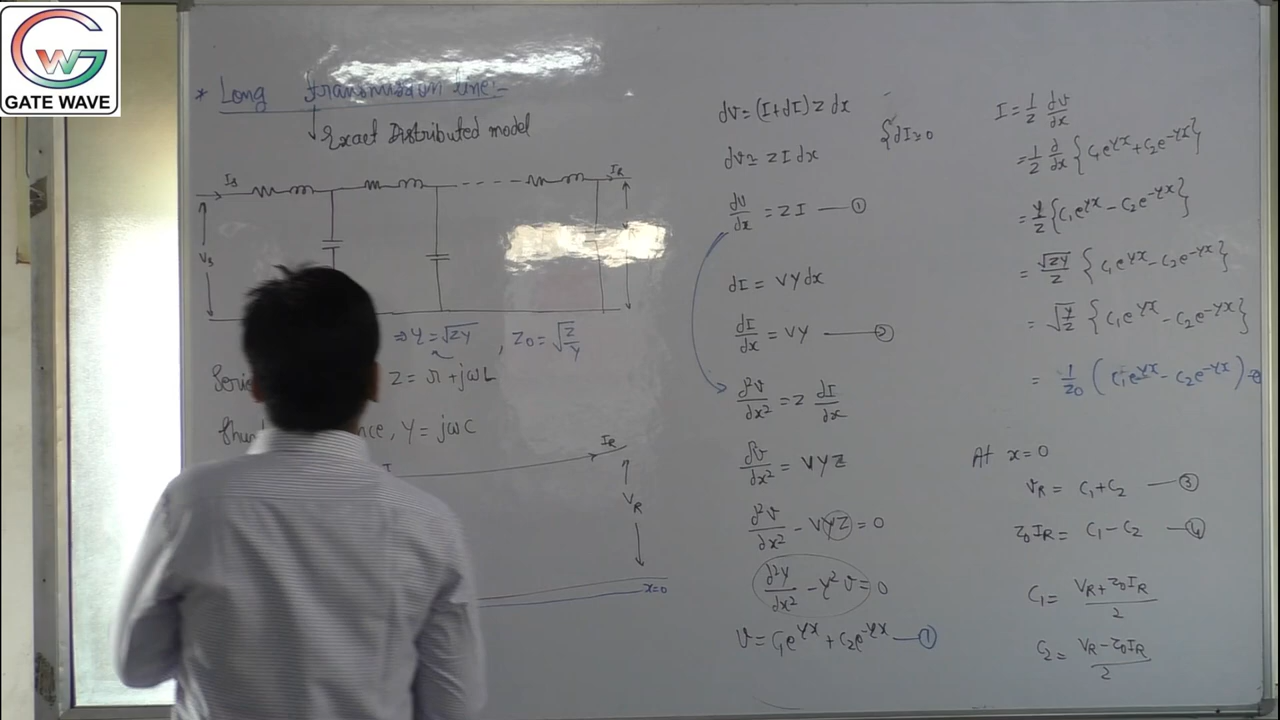 GATE WAVE
* Long transmission line:-
Exact Distributed model
Is
IR
Vs
⇒ γ = √ZY , Z0 = √Z/Y
Z = r + jωL
, Y = jωC
I
IR
VR
x=0
dV = (I+dI) Z dx
{dI≃0
dV ≃ Z I dx
dV/dx = Z I — ①
dI = V Y dx
dI/dx = VY — ②
d²V/dx² = Z dI/dx
d²V/dx² = VYZ
d²V/dx² - VYZ = 0
d²V/dx² - γ² V = 0
V = C1e^γx + C2e^-γx — ①
I = 1/Z dV/dx
= 1/Z d/dx { C1e^γx + C2e^-γx }
= γ/Z { C1e^γx - C2e^-γx }
= √ZY/Z { C1e^γx - C2e^-γx }
= √Y/Z { C1e^γx - C2e^-γx }
= 1/Z0 ( C1e^γx - C2e^-γx ) — ②
At x=0
VR = C1+C2 — ③
Z0IR = C1-C2 — ④
C1 = VR+Z0IR/2
C2 = VR-Z0IR/2